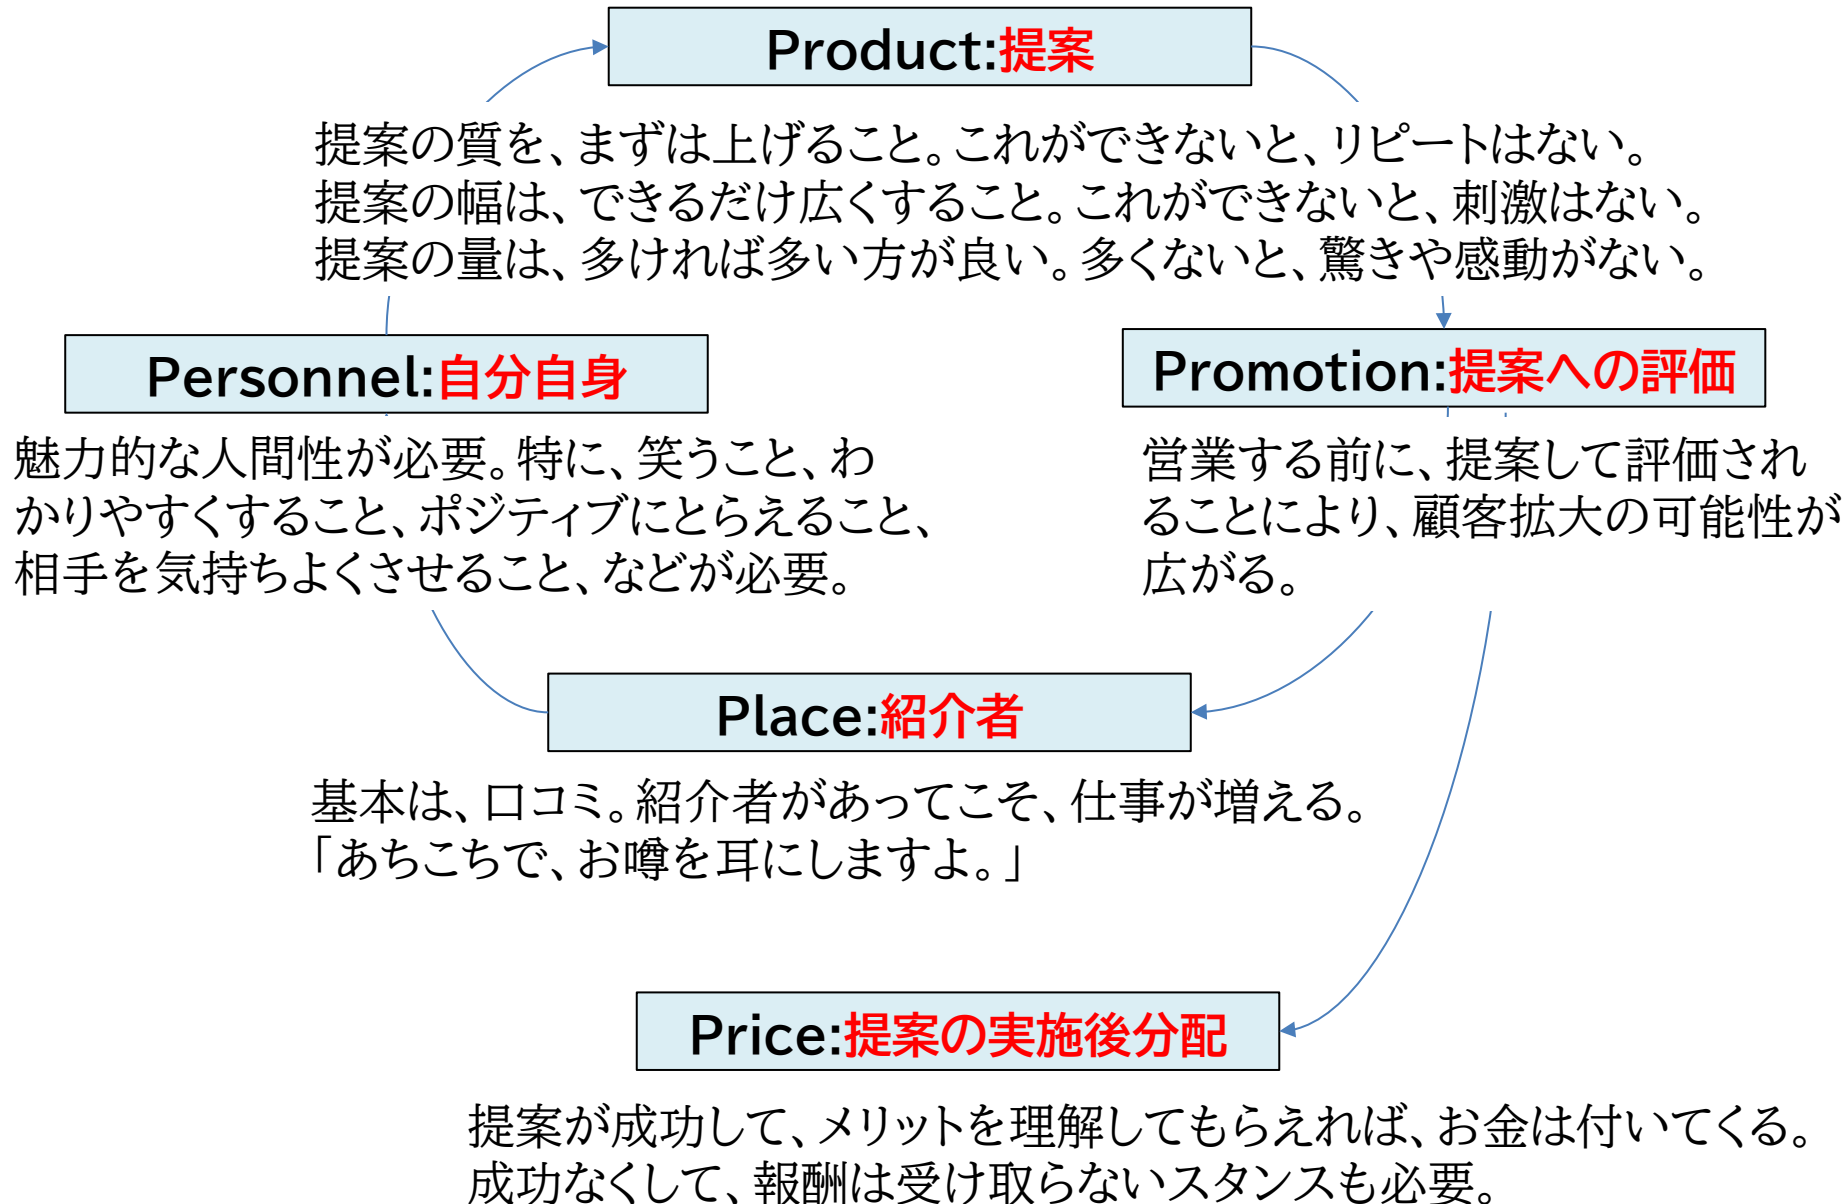 Product:提案
提案の質を、まずは上げること。これができないと、リピートはない。
提案の幅は、できるだけ広くすること。これができないと、刺激はない。
提案の量は、多ければ多い方が良い。多くないと、驚きや感動がない。
Personnel:自分自身
魅力的な人間性が必要。特に、笑うこと、わ
かりやすくすること、ポジティブにとらえること、
相手を気持ちよくさせること、などが必要。
Promotion:提案への評価
営業する前に、提案して評価され
ることにより、顧客拡大の可能性が
広がる。
Place:紹介者
基本は、口コミ。紹介者があってこそ、仕事が増える。
「あちこちで、お噂を耳にしますよ。」
Price:提案の実施後分配
提案が成功して、メリットを理解してもらえれば、お金は付いてくる。
成功なくして、報酬は受け取らないスタンスも必要。